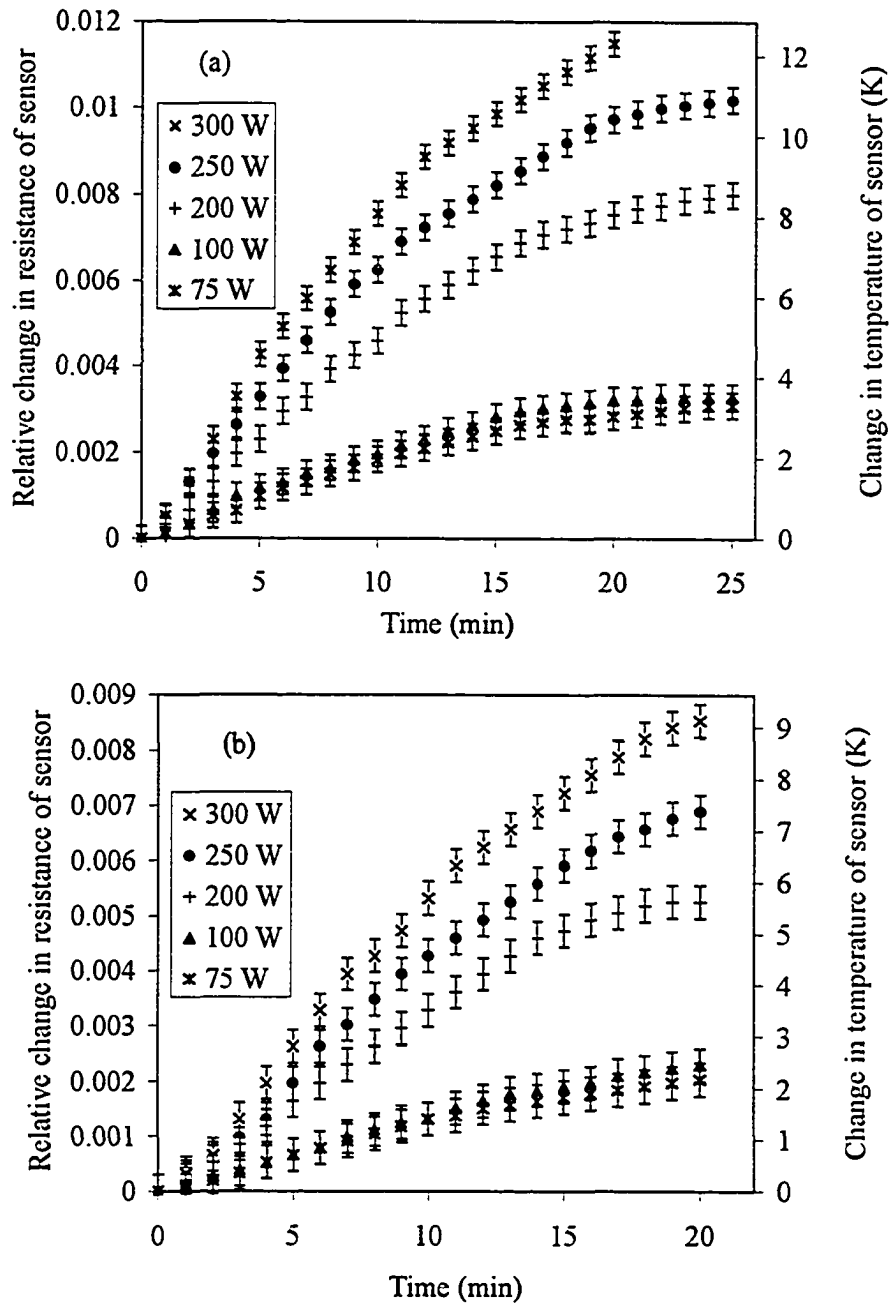 (a)
Relative change in resistance of sensor
0.012
0.01
0.008
0.006
0.004
0.002
0
300 W
250 W
200 W
100 W
75 W
12
10
8
6
4
2
0
Change in temperature of sensor (K)
0 5 10 15 20 25
Time (min)
(b)
Relative change in resistance of sensor
0.009
0.008
0.007
0.006
0.005
0.004
0.003
0.002
0.001
0
300 W
250 W
200 W
100 W
75 W
9
8
7
6
5
4
3
2
1
0
Change in temperature of sensor (K)
0 5 10 15 20
Time (min)